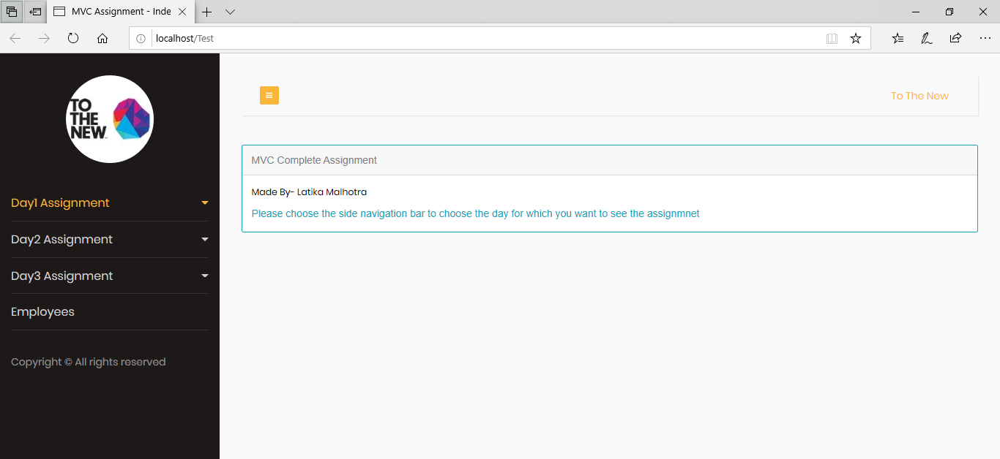 MVC Assignment - Inde
localhost/Test
TO
THE
NEW
To The New
Day1 Assignment
Day2 Assignment
Day3 Assignment
Employees
Copyright © All rights reserved
MVC Complete Assignment
Made By- Latika Malhotra
Please choose the side navigation bar to choose the day for which you want to see the assignmnet